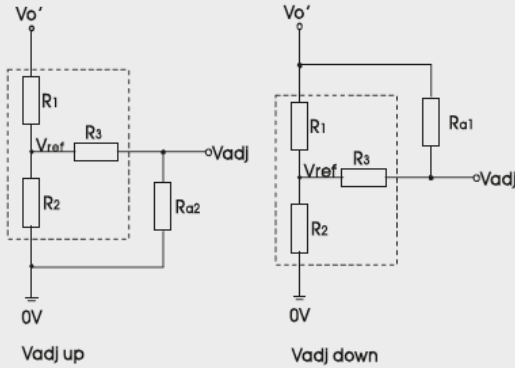 Vo'
R1
Vref
R3
Vadj
R2
Ra2
0V
Vadj up
Vo'
R1
Ra1
Vref
R3
Vadj
R2
0V
Vadj down